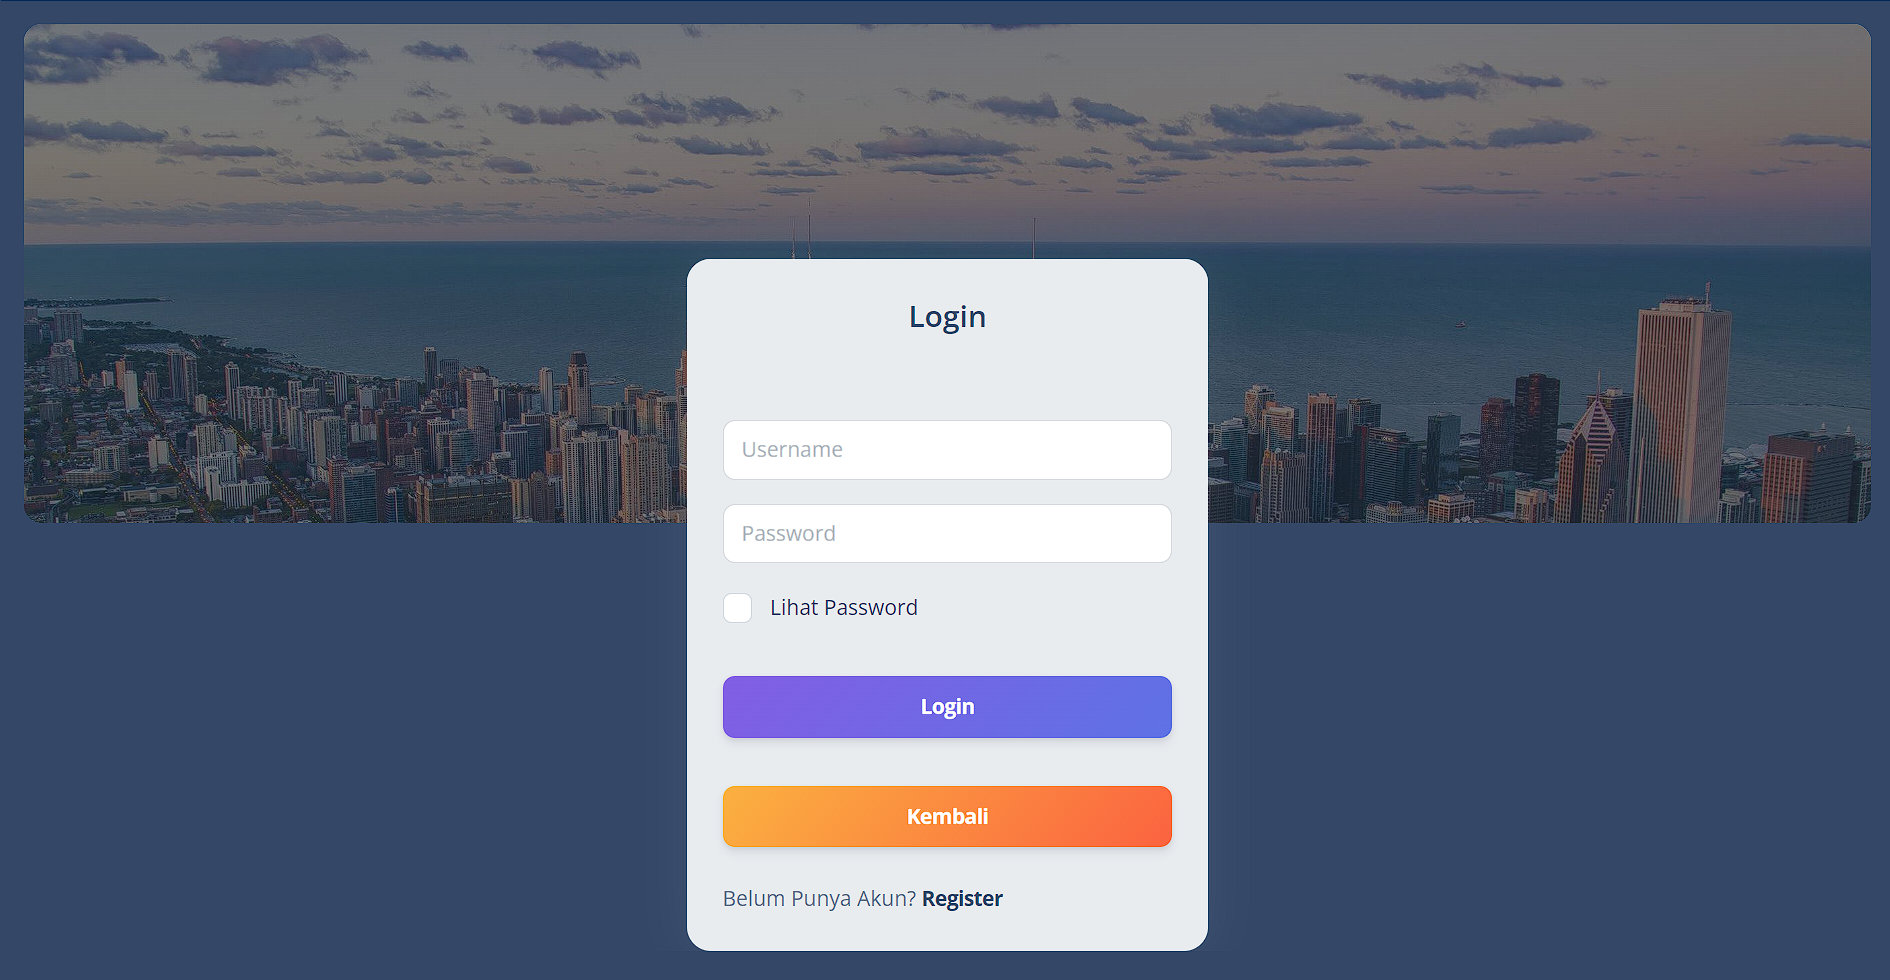 Login
Username
Password
Lihat Password
Login
Kembali
Belum Punya Akun? Register